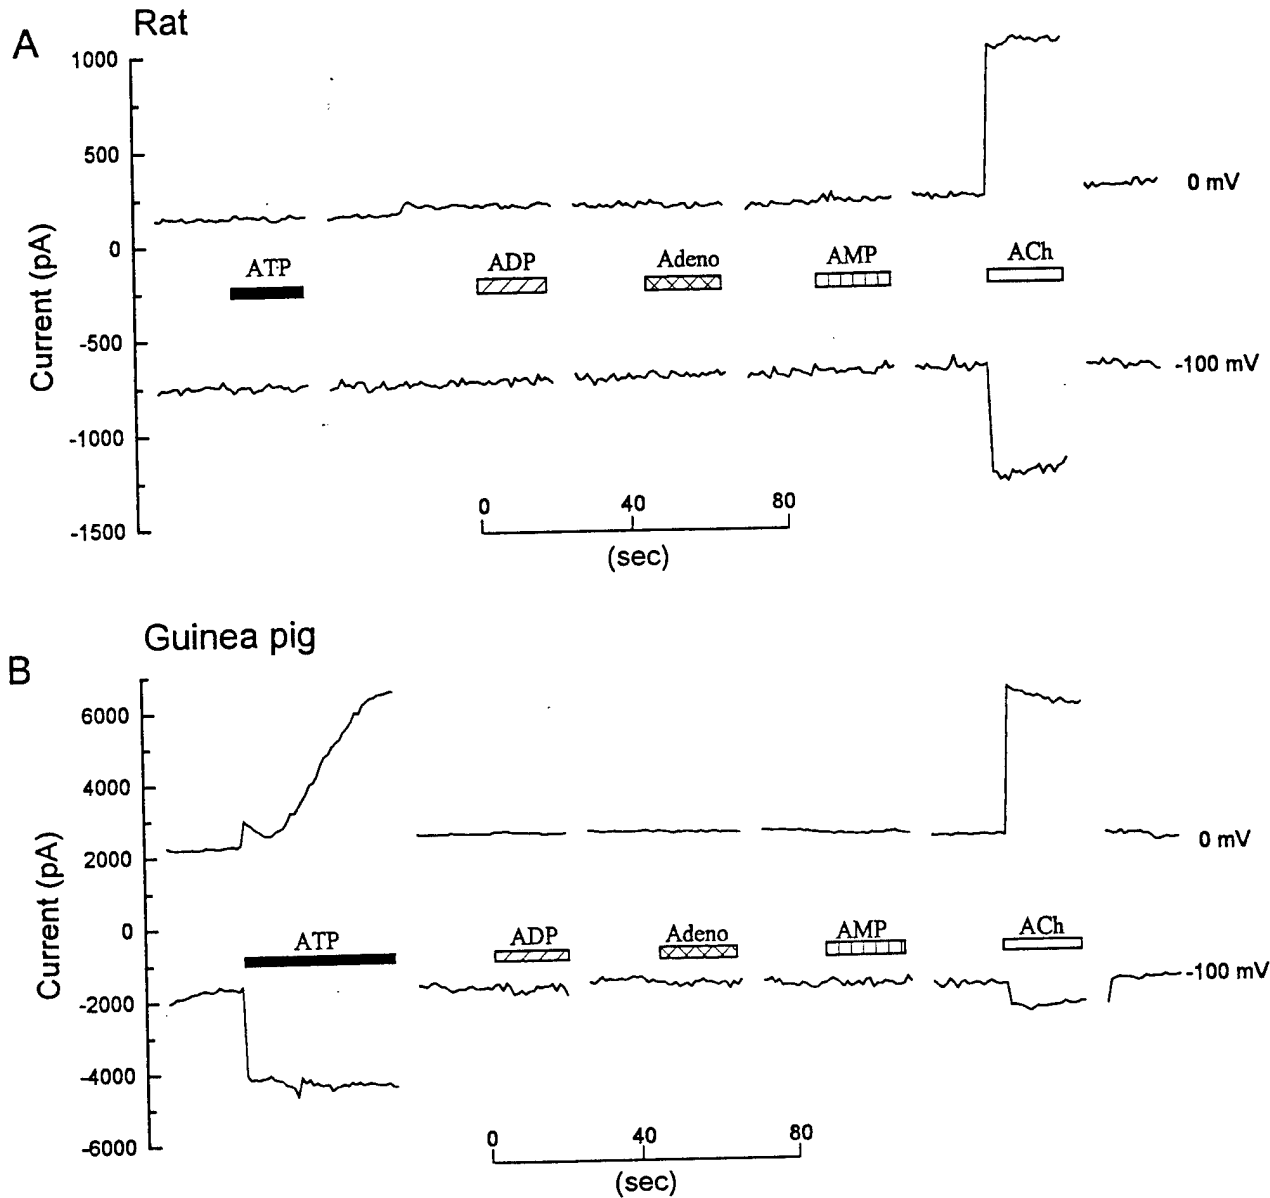 Rat
A
1000
500
0 mV
0
ATP
ADP
Adeno
AMP
ACh
Current (pA)
-500
-100 mV
-1000
0 40 80
-1500
(sec)
Guinea pig
B
6000
4000
2000
0 mV
0
ATP
ADP
Adeno
AMP
ACh
Current (pA)
-100 mV
-2000
-4000
0 40 80
-6000
(sec)